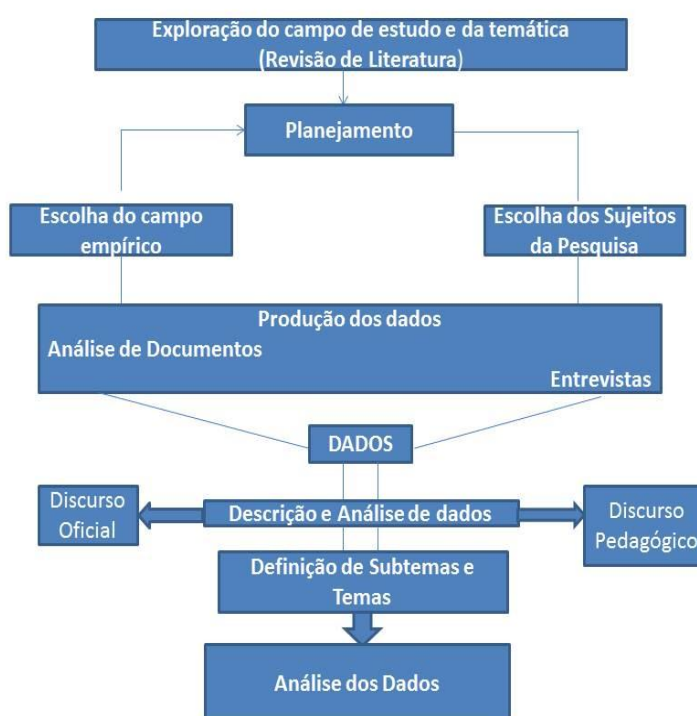 Exploração do campo de estudo e da temática
(Revisão de Literatura)
Planejamento
Escolha do campo
empírico
Escolha dos Sujeitos
da Pesquisa
Produção dos dados
Análise de Documentos
Entrevistas
DADOS
Discurso
Oficial
Descrição e Análise de dados
Discurso
Pedagógico
Definição de Subtemas e
Temas
Análise dos Dados